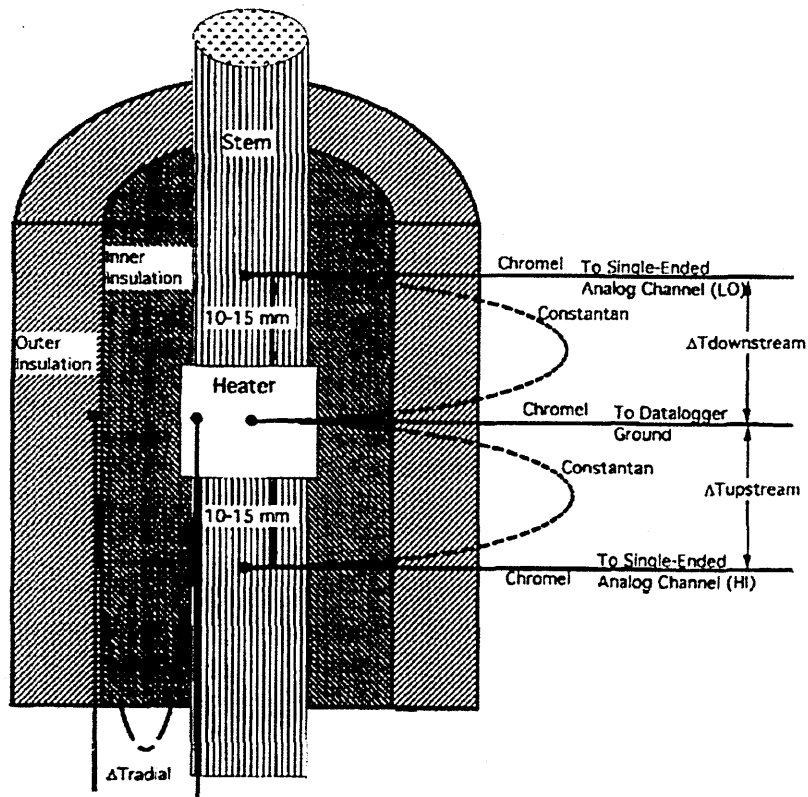 Stem
Inner
Insulation
Chromel
To Single-Ended
Analog Channel (LO)
Constantan
10-15 mm
Outer
Insulation
ΔTdownstream
Heater
Chromel
To Datalogger
Ground
Constantan
ΔTupstream
10-15 mm
To Single-Ended
Chromel
Analog Channel (HI)
ΔTradial